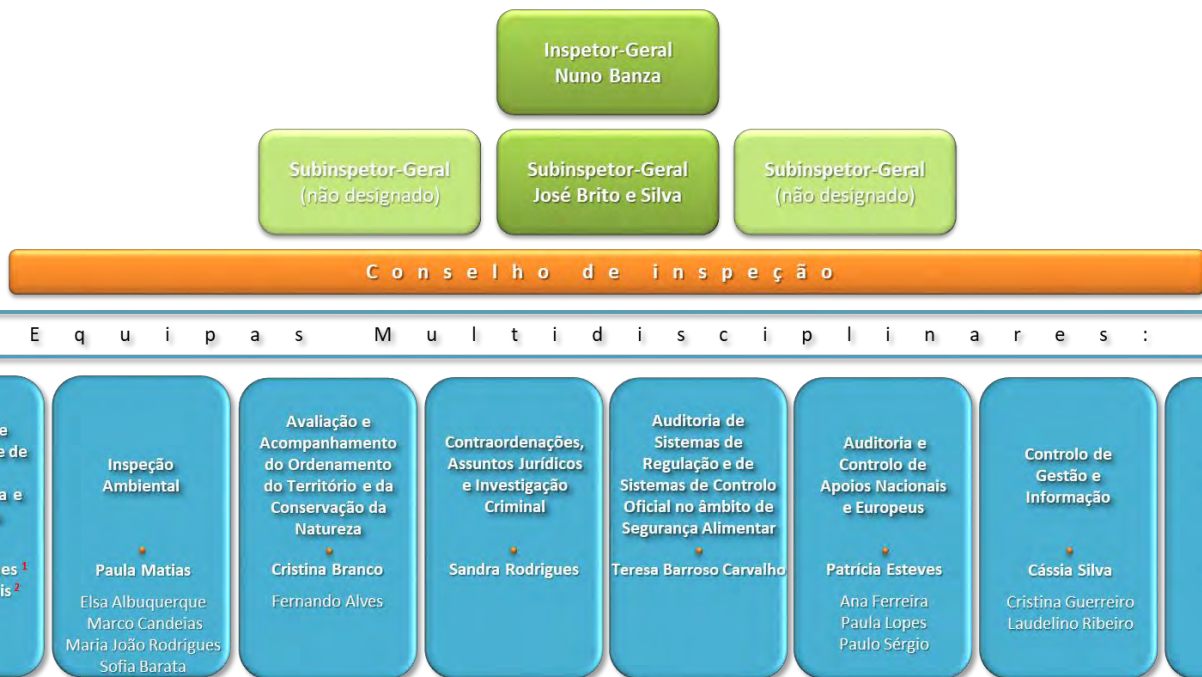 Inspetor-Geral
Nuno Banza
Subinspetor-Geral
(não designado)
Subinspetor-Geral
José Brito e Silva
Subinspetor-Geral
(não designado)
Conselho de inspeção
Equipas Multidisciplinares:
e
e de
a e
es 1
is 2
Inspeção
Ambiental
Paula Matias
Elsa Albuquerque
Marco Candeias
Maria João Rodrigues
Sofia Barata
Avaliação e
Acompanhamento
do Ordenamento
do Território e da
Conservação da
Natureza
Cristina Branco
Fernando Alves
Contraordenações,
Assuntos Jurídicos
e Investigação
Criminal
Sandra Rodrigues
Auditoria de
Sistemas de
Regulação e de
Sistemas de Controlo
Oficial no âmbito de
Segurança Alimentar
Teresa Barroso Carvalho
Auditoria e
Controlo de
Apoios Nacionais
e Europeus
Patrícia Esteves
Ana Ferreira
Paula Lopes
Paulo Sérgio
Controlo de
Gestão e
Informação
Cássia Silva
Cristina Guerreiro
Laudelino Ribeiro